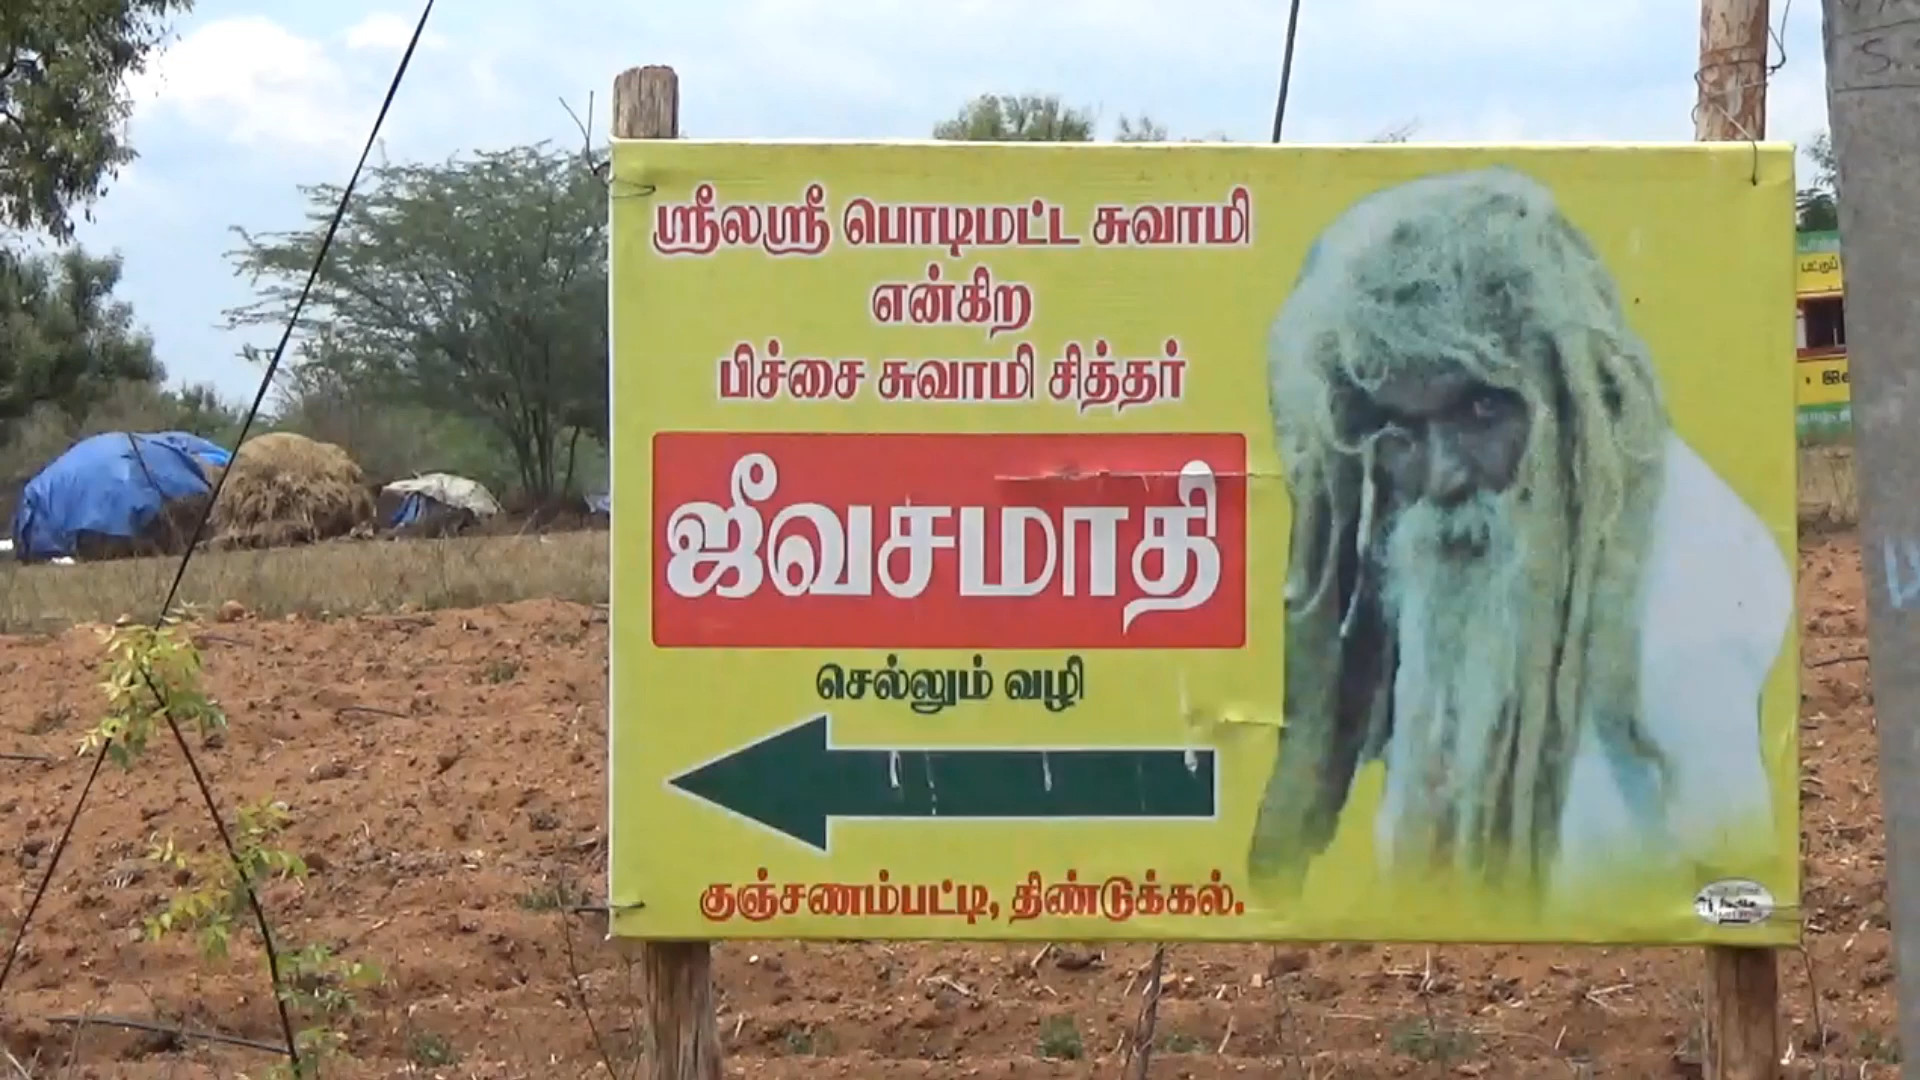 ஸ்ரீலஸ்ரீ பொடிமட்ட சுவாமி
என்கிற
பிச்சை சுவாமி சித்தர்
ஜீவசமாதி
செல்லும் வழி
குஞ்சணம்பட்டி, திண்டுக்கல்.